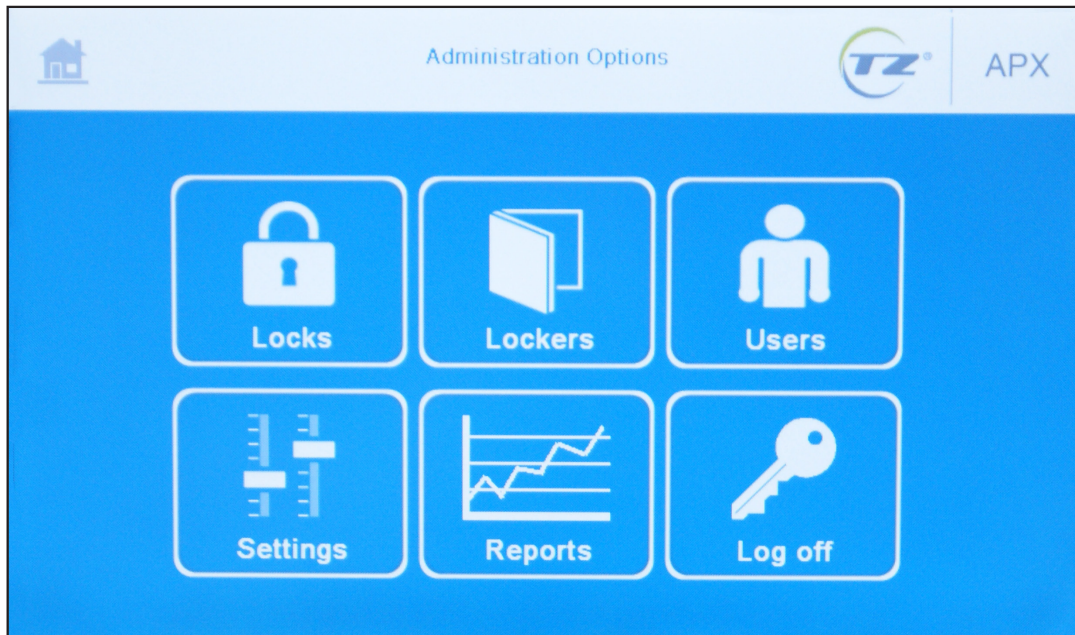 Administration Options
TZ®
APX
Locks
Lockers
Users
Settings
Reports
Log off